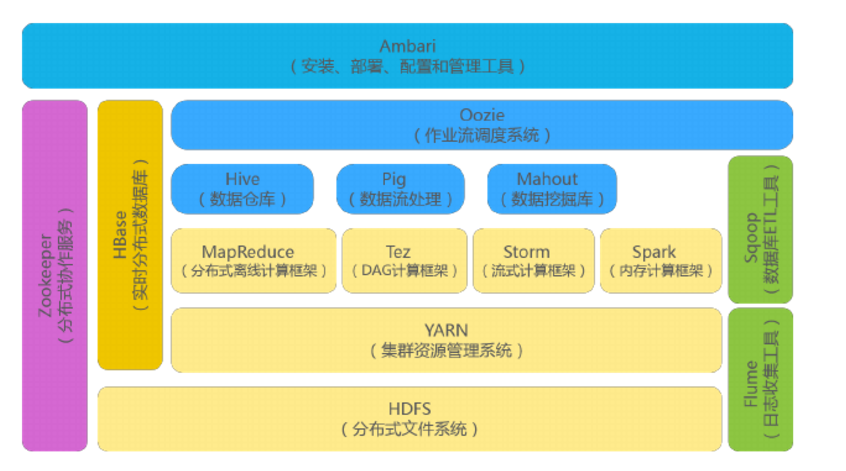 Ambari
（安装、部署、配置和管理工具）
Zookeeper
（分布式协作服务）
HBase
（实时分布式数据库）
Oozie
（作业流调度系统）
Hive
（数据仓库）
Pig
（数据流处理）
Mahout
（数据挖掘库）
MapReduce
（分布式离线计算框架）
Tez
（DAG计算框架）
Storm
（流式计算框架）
Spark
（内存计算框架）
Sqoop
（数据库ETL工具）
YARN
（集群资源管理系统）
Flume
（日志收集工具）
HDFS
（分布式文件系统）